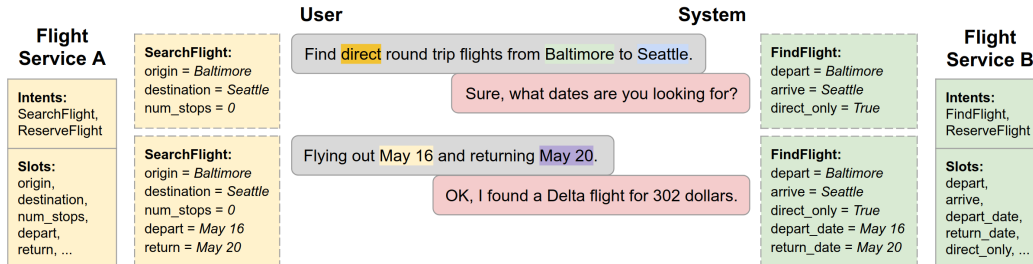 User
System
Flight
Service A
Intents:
SearchFlight,
ReserveFlight
Slots:
origin,
destination,
num_stops,
depart,
return, ...
SearchFlight:
origin = Baltimore
destination = Seattle
num_stops = 0
SearchFlight:
origin = Baltimore
destination = Seattle
num_stops = 0
depart = May 16
return = May 20
Find direct round trip flights from Baltimore to Seattle.
Sure, what dates are you looking for?
Flying out May 16 and returning May 20.
OK, I found a Delta flight for 302 dollars.
FindFlight:
depart = Baltimore
arrive = Seattle
direct_only = True
FindFlight:
depart = Baltimore
arrive = Seattle
direct_only = True
depart_date = May 16
return_date = May 20
Flight
Service B
Intents:
FindFlight,
ReserveFlight
Slots:
depart,
arrive,
depart_date,
return_date,
direct_only, ...